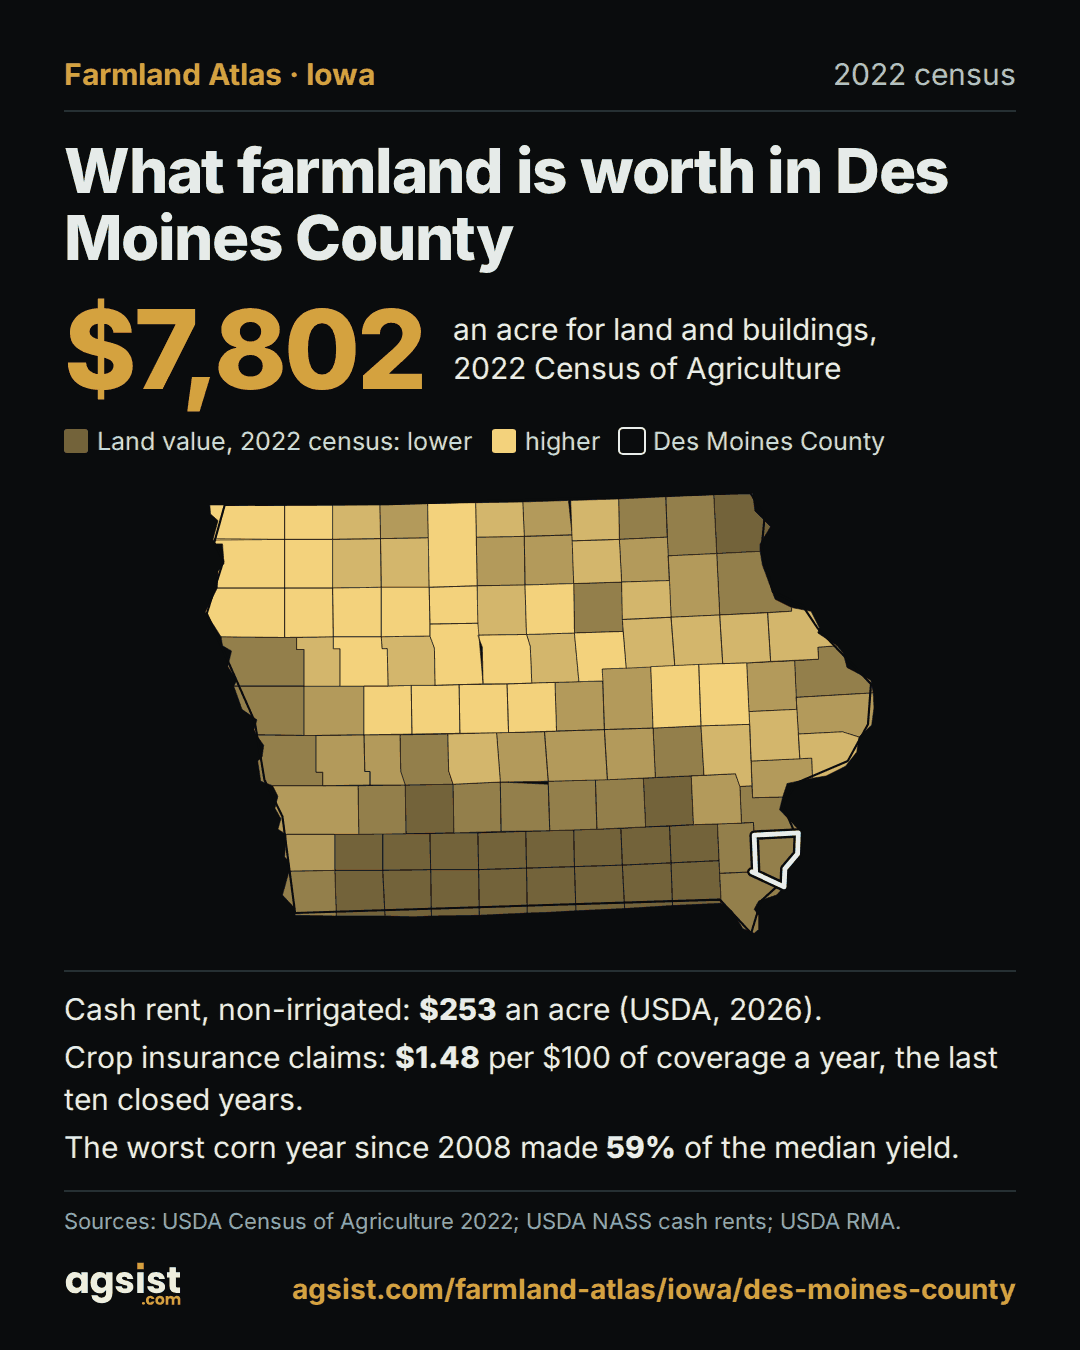 Farmland Atlas · Iowa
2022 census
What farmland is worth in Des
Moines County
$7,802
an acre for land and buildings,
2022 Census of Agriculture
Land value, 2022 census: lower
higher
Des Moines County
Cash rent, non-irrigated: $253 an acre (USDA, 2026).
Crop insurance claims: $1.48 per $100 of coverage a year, the last
ten closed years.
The worst corn year since 2008 made 59% of the median yield.
Sources: USDA Census of Agriculture 2022; USDA NASS cash rents; USDA RMA.
agsist
.com
agsist.com/farmland-atlas/iowa/des-moines-county